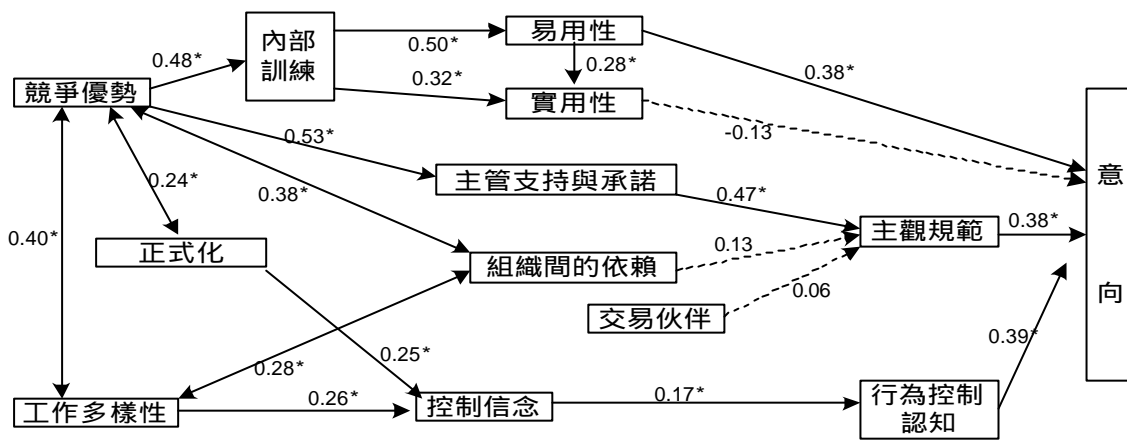 內部
訓練
0.50*
易用性
0.48*
0.28*
0.38*
競爭優勢
0.32*
實用性
-0.13
0.53*
意
向
0.24*
0.38*
主管支持與承諾
0.47*
0.40*
正式化
主觀規範
0.38*
組織間的依賴
0.13
0.06
交易伙伴
0.28*
0.25*
0.39*
工作多樣性
0.26*
控制信念
0.17*
行為控制
認知